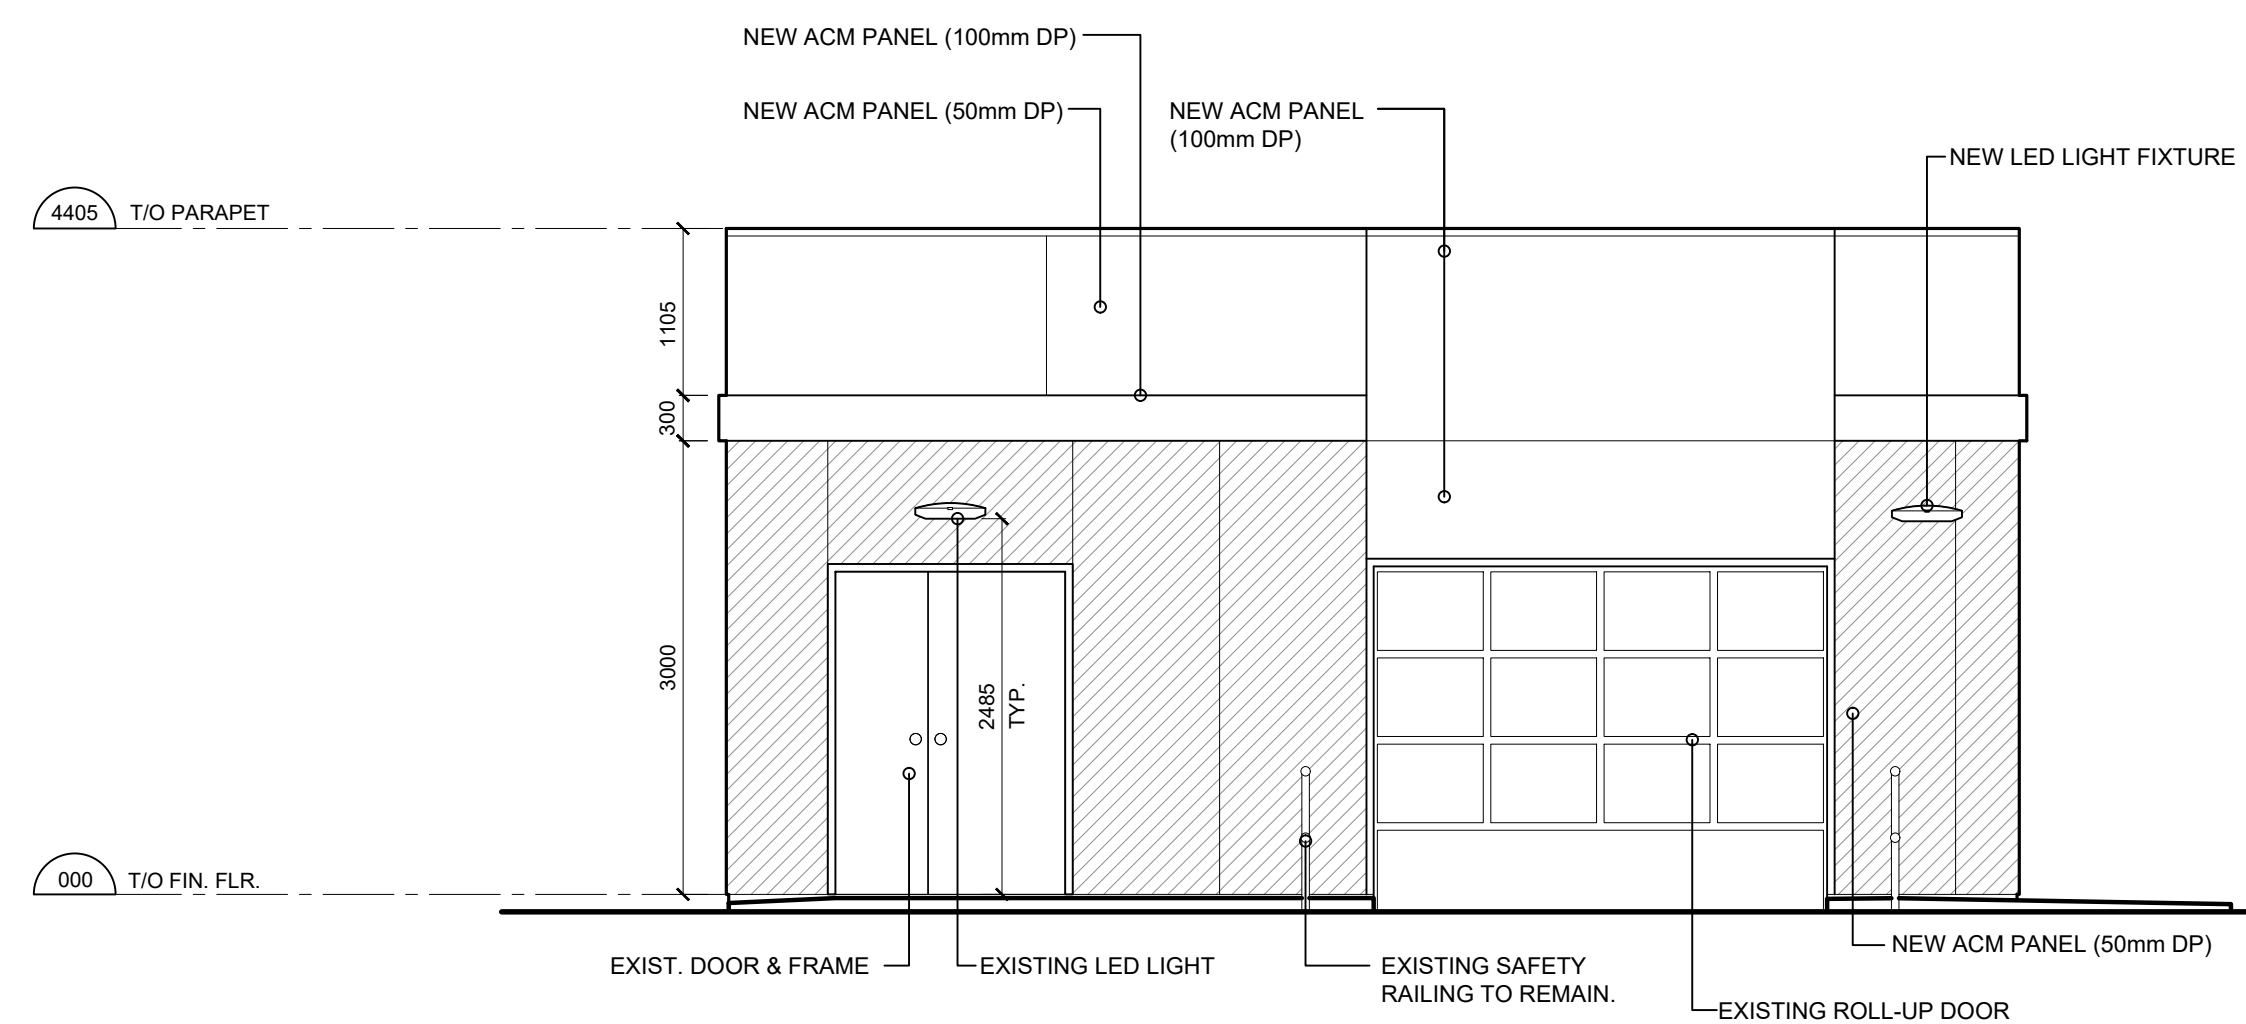 NEW ACM PANEL (100mm DP)
NEW ACM PANEL (50mm DP)
NEW ACM PANEL
(100mm DP)
NEW LED LIGHT FIXTURE
4405
T/O PARAPET
1105
300
3000
2485
TYP.
000
T/O FIN. FLR.
NEW ACM PANEL (50mm DP)
EXIST. DOOR & FRAME
EXISTING LED LIGHT
EXISTING SAFETY
RAILING TO REMAIN.
EXISTING ROLL-UP DOOR